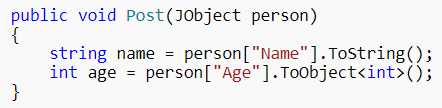 public void Post(JObject person)
{
    string name = person["Name"].ToString();
    int age = person["Age"].ToObject<int>();
}